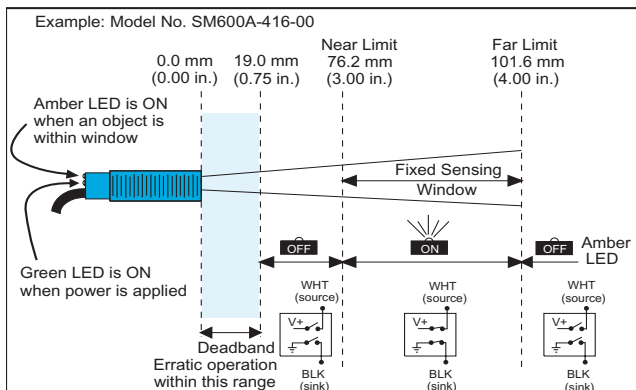 Example: Model No. SM600A-416-00
0.0 mm
(0.00 in.)
19.0 mm
(0.75 in.)
Near Limit
76.2 mm
(3.00 in.)
Far Limit
101.6 mm
(4.00 in.)
Amber LED is ON
when an object is
within window
Fixed Sensing
Window
OFF
ON
OFF
Amber
LED
Green LED is ON
when power is applied
Deadband
Erratic operation
within this range
WHT
(source)
V+
BLK
(sink)
WHT
(source)
V+
BLK
(sink)
WHT
(source)
V+
BLK
(sink)